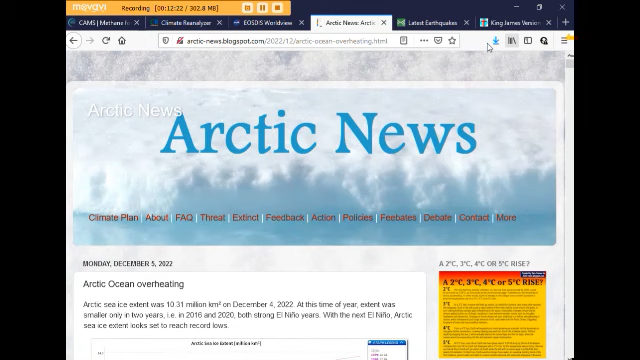 movavi Recording [00:12:22 / 302.8 MB]
CAMS | Methane f
Climate Reanalyzer
EOSDIS Worldview
Arctic News: Arctic
Latest Earthquakes
King James Version
arctic-news.blogspot.com/2022/12/arctic-ocean-overheating.html
Arctic News
Arctic News
Climate Plan | About | FAQ | Threat | Extinct | Feedback | Action | Policies | Feebates | Debate | Contact | More
MONDAY, DECEMBER 5, 2022
Arctic Ocean overheating
Arctic sea ice extent was 10.31 million km² on December 4, 2022. At this time of year, extent was
smaller only in two years, i.e. in 2016 and 2020, both strong El Niño years. With the next El Niño, Arctic
sea ice extent looks set to reach record lows.
Arctic Sea Ice Extent (million km²)
A 2°C, 3°C, 4°C OR 5°C RISE?
A 2°C, 3°C, 4°C or 5°C RISE?
2°C
3°C
4°C